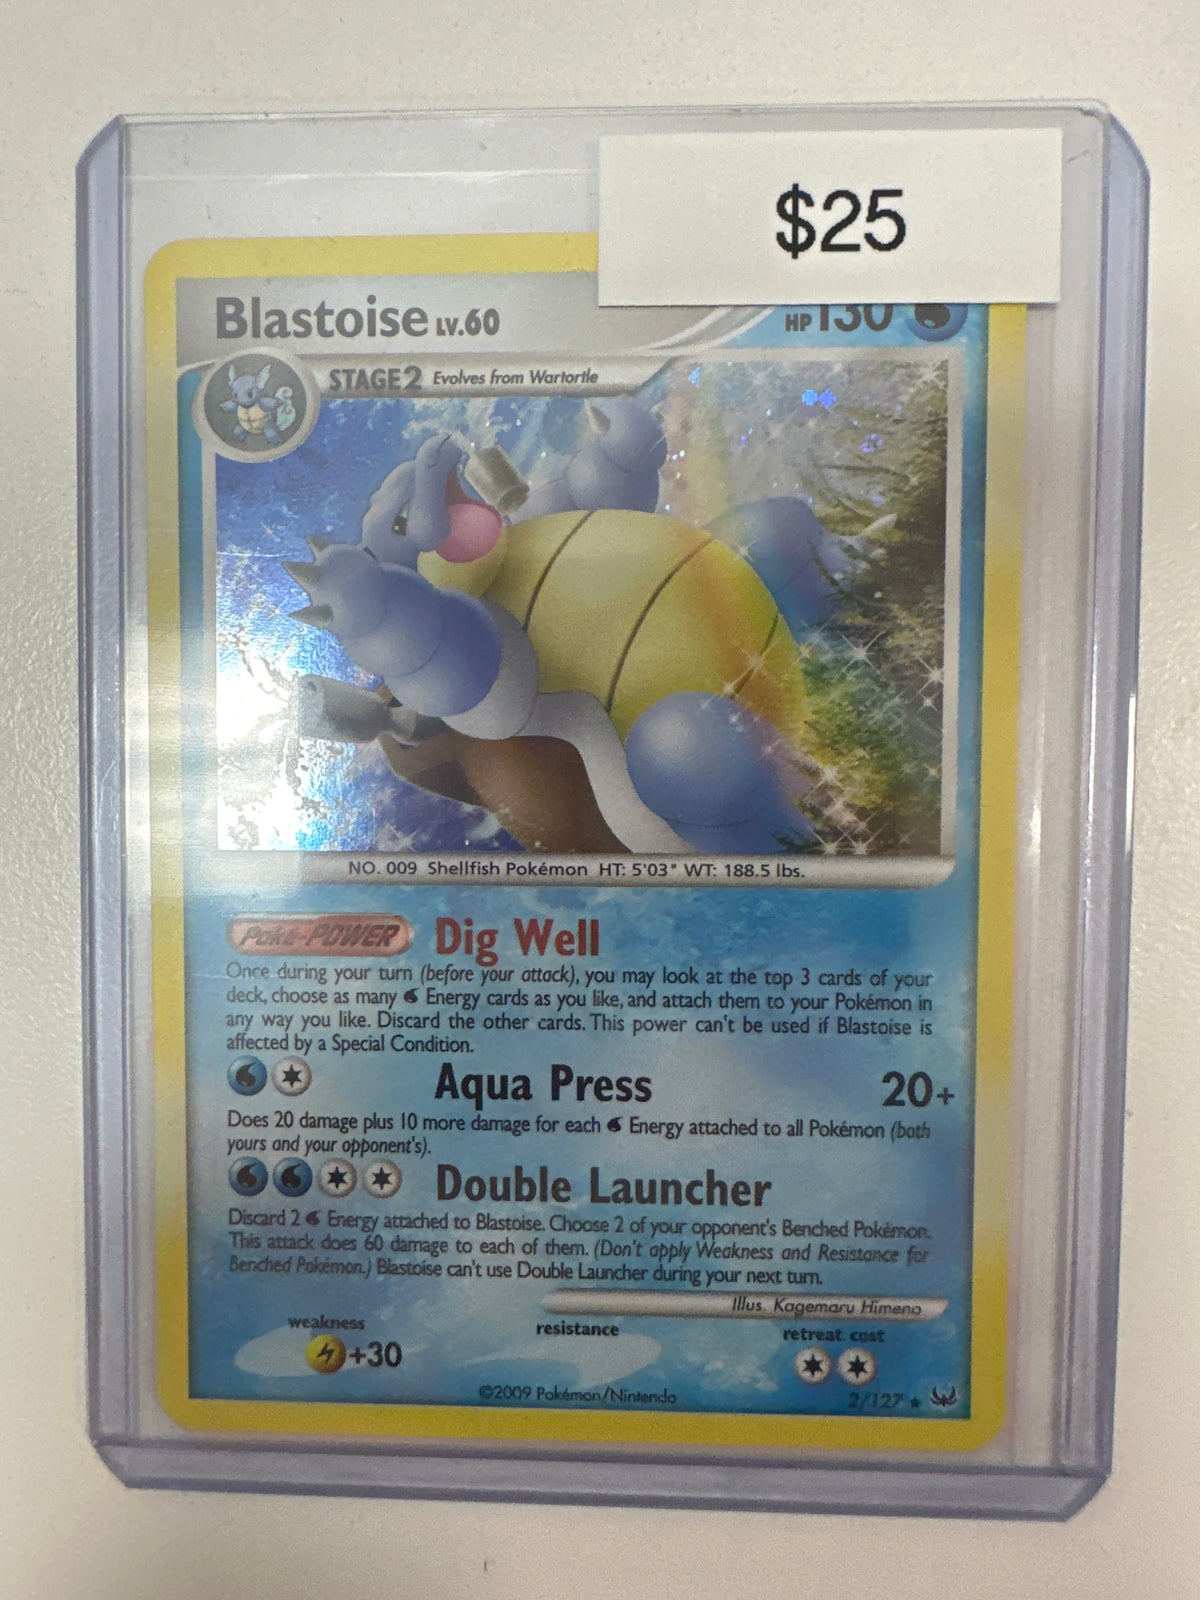 $25
Blastoise LV.60
HP 130
STAGE2 Evolves from Wartortle
NO. 009 Shellfish Pokémon HT: 5'03" WT: 188.5 lbs.
Poké-POWER Dig Well
Once during your turn (before your attack), you may look at the top 3 cards of your
deck, choose as many Energy cards as you like, and attach them to your Pokémon in
any way you like. Discard the other cards. This power can't be used if Blastoise is
affected by a Special Condition.
Aqua Press 20+
Does 20 damage plus 10 more damage for each Energy attached to all Pokémon (both
yours and your opponent's).
Double Launcher
Discard 2 Energy attached to Blastoise. Choose 2 of your opponent's Benched Pokémon.
This attack does 60 damage to each of them. (Don't apply Weakness and Resistance for
Benched Pokémon.) Blastoise can't use Double Launcher during your next turn.
Illus. Kagemaru Himeno
weakness resistance retreat cost
+30
©2009 Pokémon/Nintendo 2/127 ★